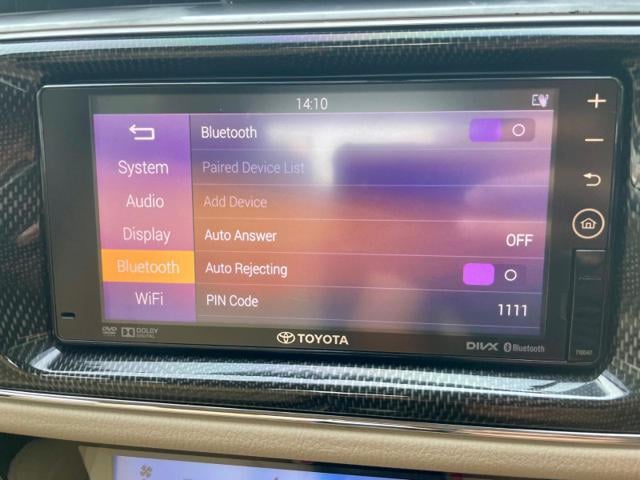 14:10
Bluetooth
System
Paired Device List
Audio
Add Device
Display
Auto Answer OFF
Bluetooth
Auto Rejecting
WiFi
PIN Code 1111
DVD DOLBY DIGITAL
TOYOTA
DIVX Bluetooth